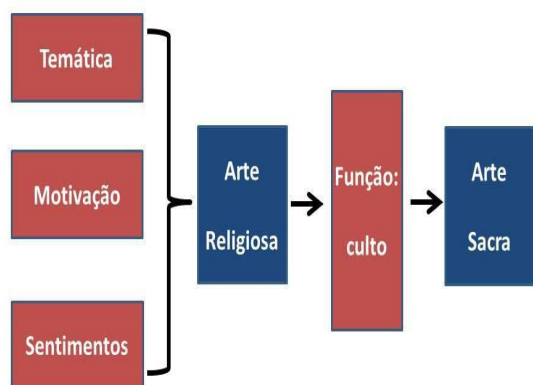 Temática
Motivação
Sentimentos
Arte
Religiosa
Função:
culto
Arte
Sacra